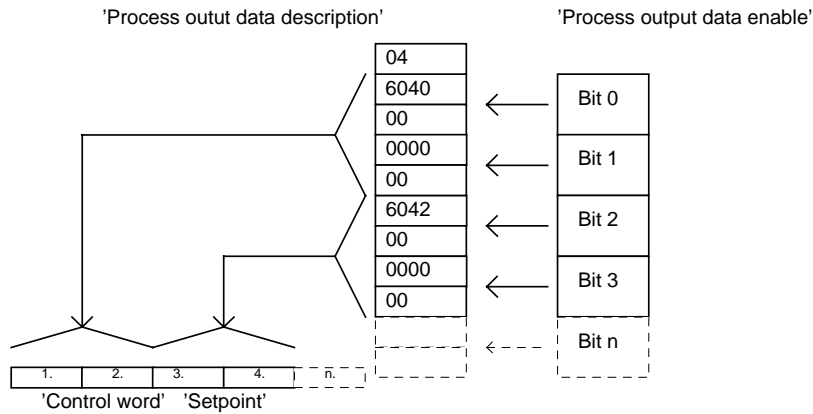 'Process outut data description'
'Process output data enable'
04
6040
00
0000
00
6042
00
0000
00
Bit 0
Bit 1
Bit 2
Bit 3
Bit n
1. 2. 3. 4. n.
'Control word' 'Setpoint'